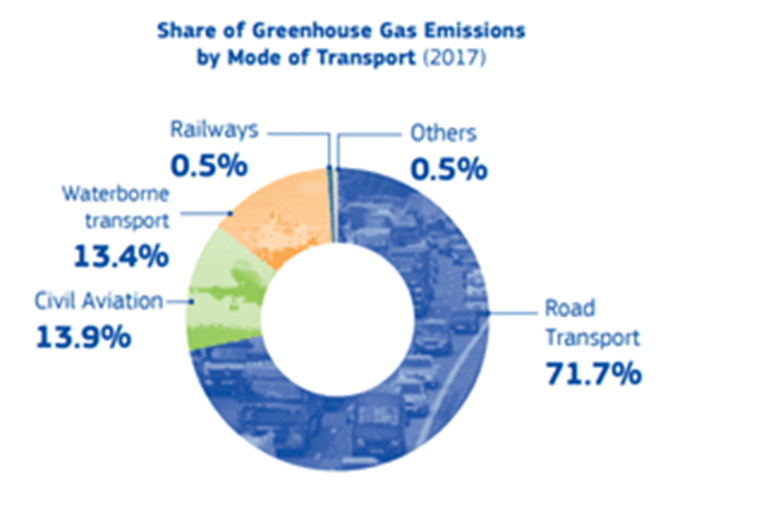 Share of Greenhouse Gas Emissions
by Mode of Transport (2017)
Railways
0.5%
Others
0.5%
Waterborne
transport
13.4%
Civil Aviation
13.9%
Road
Transport
71.7%